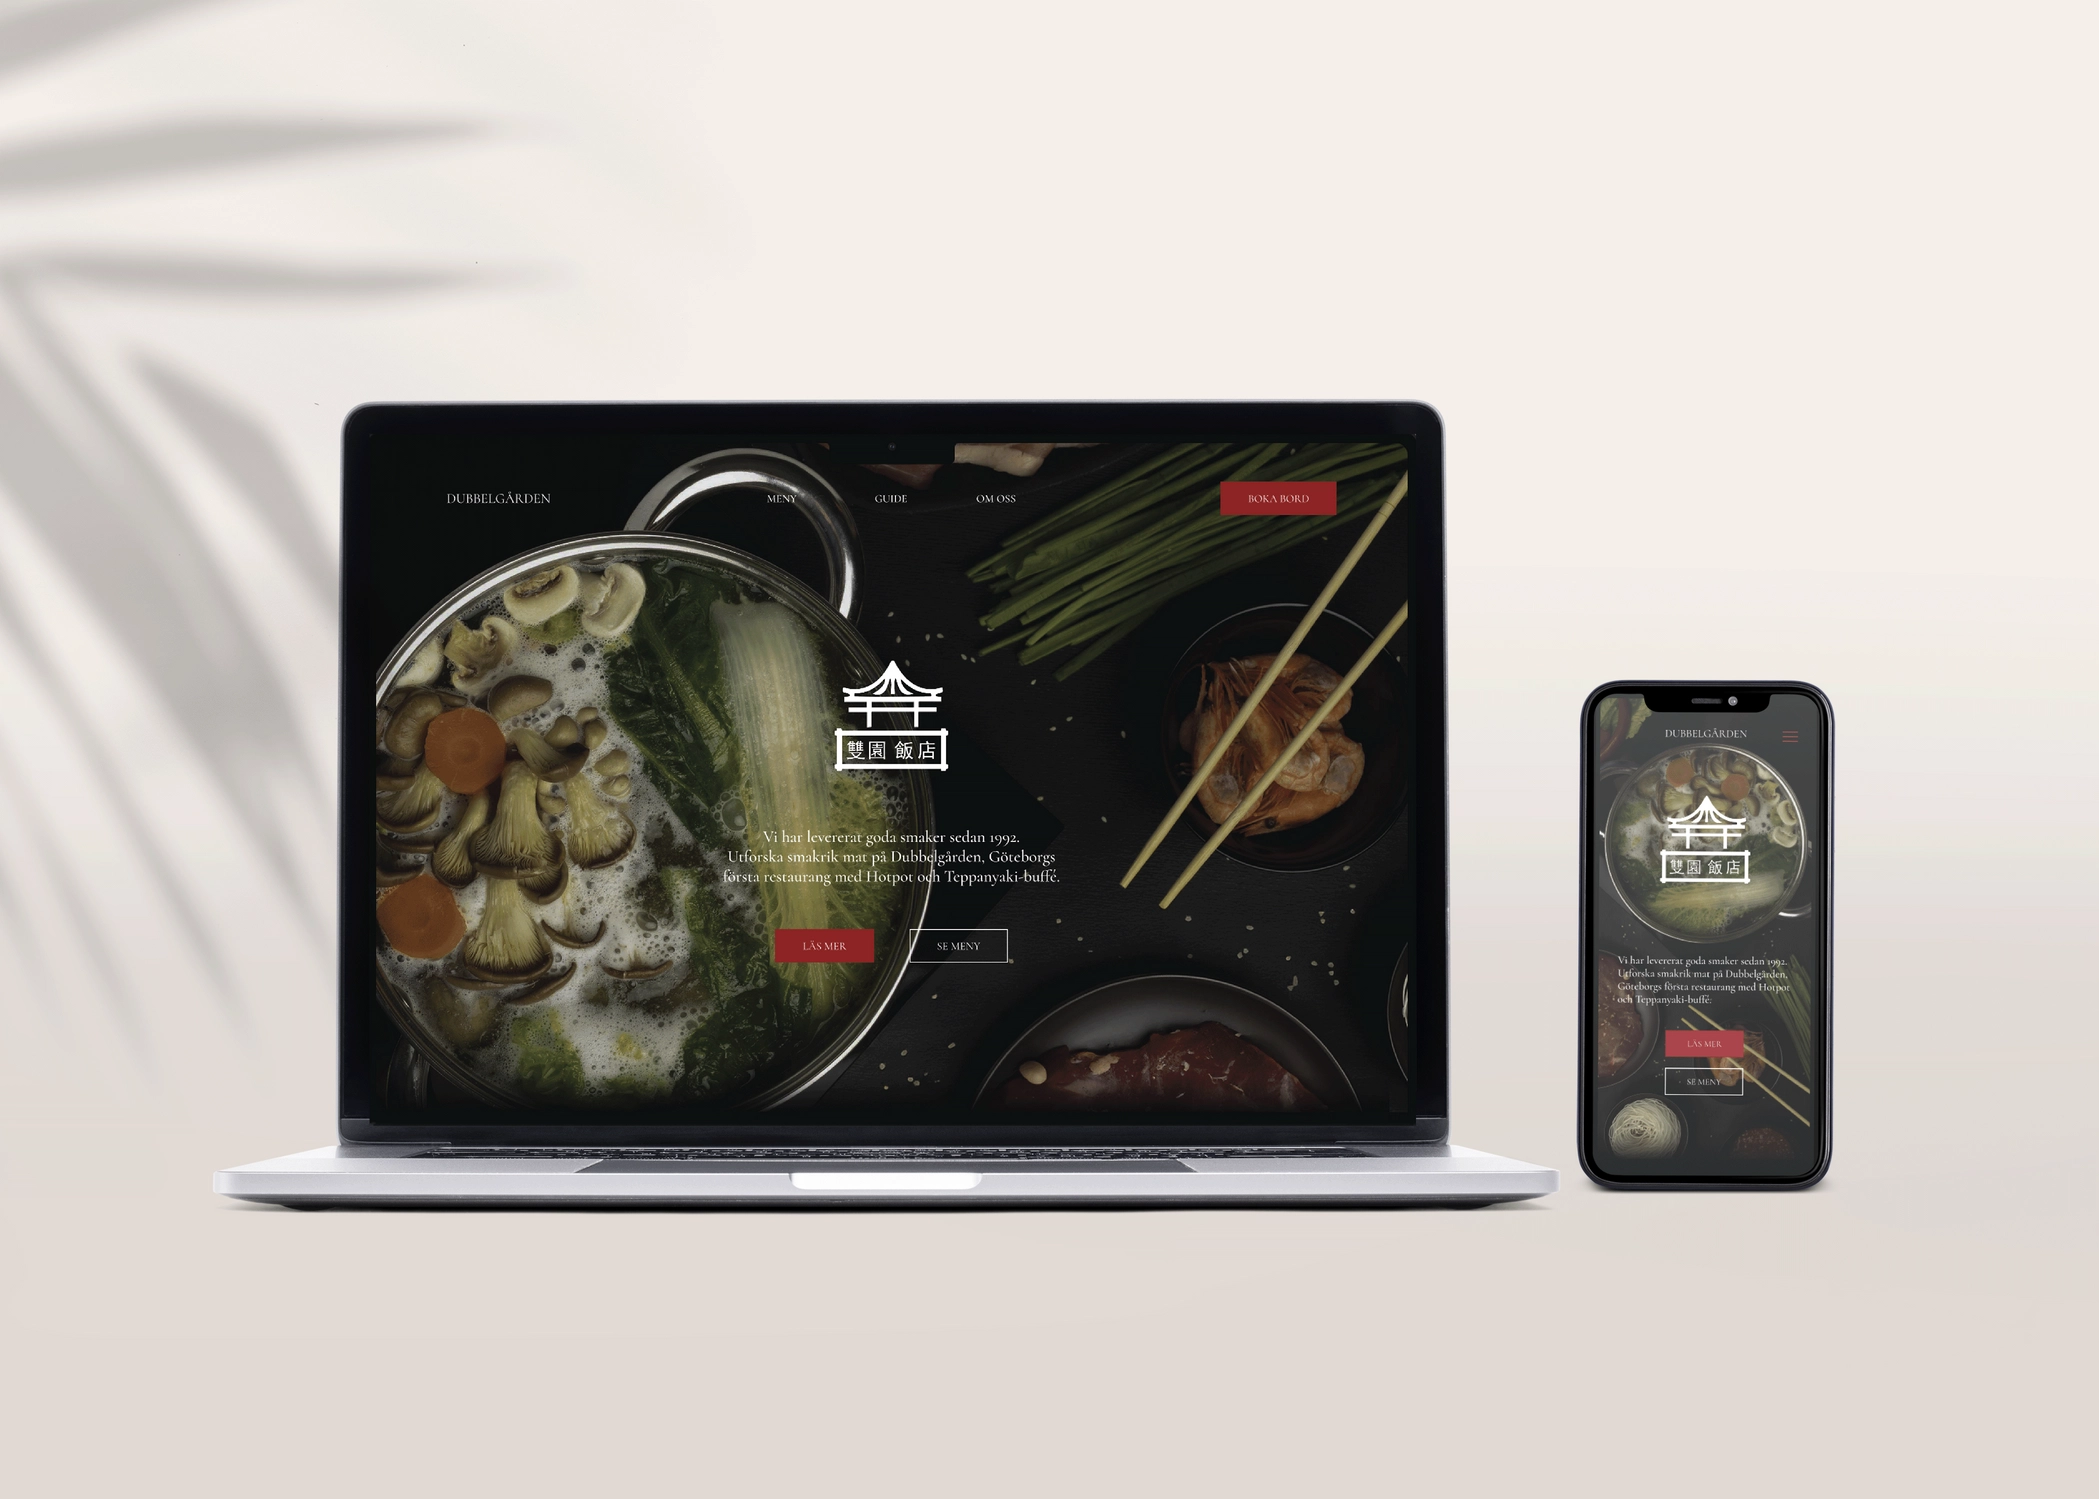 DUBBELGÅRDEN
MENY
GUIDE
OM OSS
BOKA BORD
雙園 飯店
Vi har levererat goda smaker sedan 1992.
Utforska smakrik mat på Dubbelgården, Göteborgs
första restaurang med Hotpot och Teppanyaki-buffé.
LÄS MER
SE MENY
DUBBELGÅRDEN
雙園 飯店
Vi har levererat goda smaker sedan 1992.
Utforska smakrik mat på Dubbelgården,
Göteborgs första restaurang med Hotpot
och Teppanyaki-buffé.
LÄS MER
SE MENY